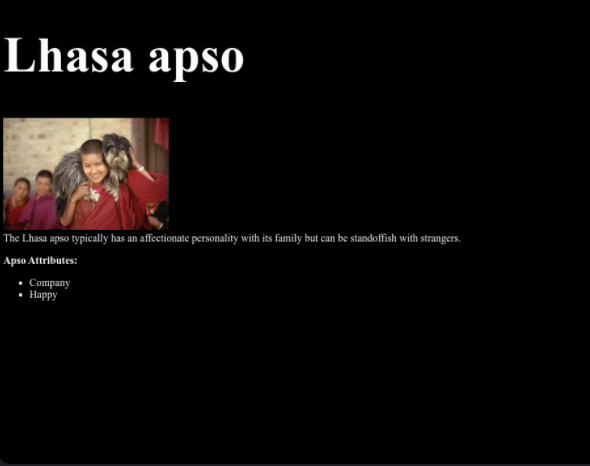 Lhasa apso
The Lhasa apso typically has an affectionate personality with its family but can be standoffish with strangers.
Apso Attributes:
Company
Happy